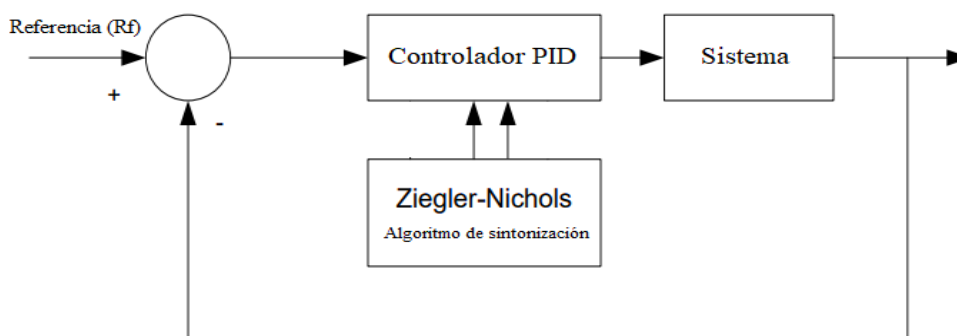 Referencia (Rf)
Controlador PID
Sistema
+
-
Ziegler-Nichols
Algoritmo de sintonización